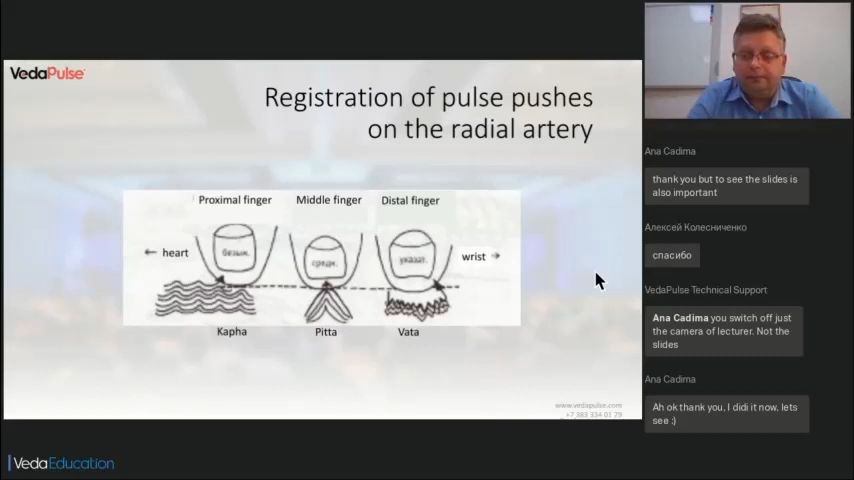 VedaPulse
Registration of pulse pushes
on the radial artery
Proximal finger
Middle finger
Distal finger
← heart
безым.
средн.
указат.
wrist →
Kapha
Pitta
Vata
www.vedapulse.com
+7 383 334 01 79
VedaEducation
Ana Cadima
thank you but to see the slides is
also important
Алексей Колесниченко
спасибо
VedaPulse Technical Support
Ana Cadima you switch off just
the camera of lecturer. Not the
slides
Ana Cadima
Ah ok thank you, I didi it now, lets
see :)